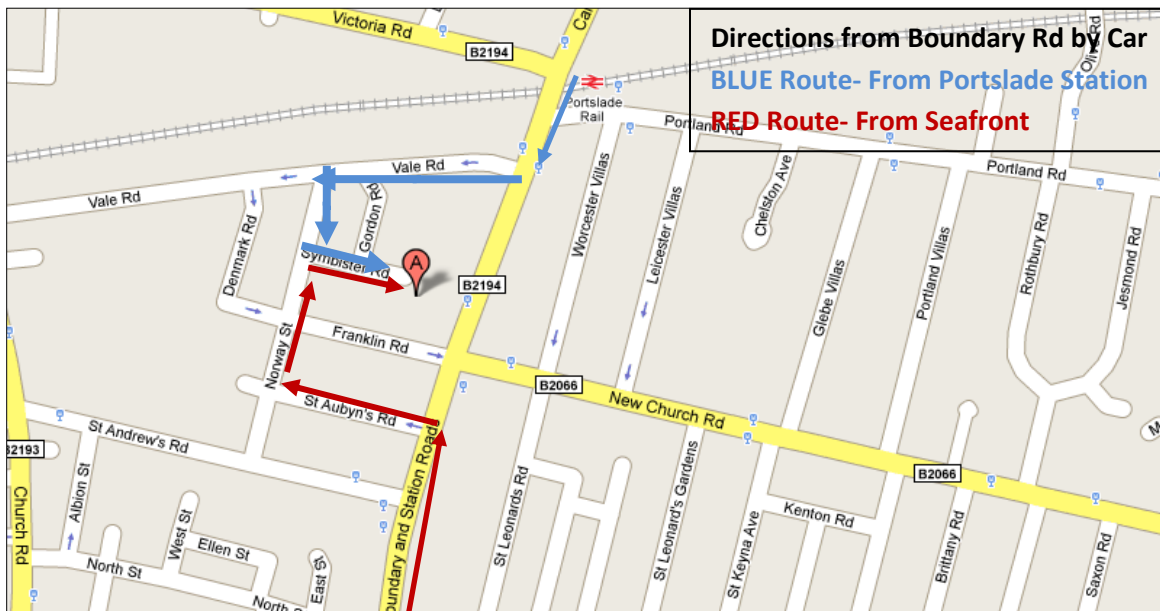 Directions from Boundary Rd by Car
BLUE Route- From Portslade Station
RED Route- From Seafront
Victoria Rd
B2194
Olive Rd
Portslade
Rail
Portland Rd
Portland Rd
Vale Rd
Vale Rd
Gordon Rd
Denmark Rd
Worcester Villas
Leicester Villas
Chelston Ave
Glebe Villas
Portland Villas
Rothbury Rd
Jesmond Rd
Symbister Rd
A
B2194
Franklin Rd
Norway St
B2066
New Church Rd
St Aubyn's Rd
St Andrew's Rd
B2193
Church Rd
Albion St
West St
Ellen St
East St
North St
North S
oundary and Station Road
St Leonards Rd
St Leonard's Gardens
St Keyna Ave
Kenton Rd
B2066
Brittany Rd
Saxon Rd
M